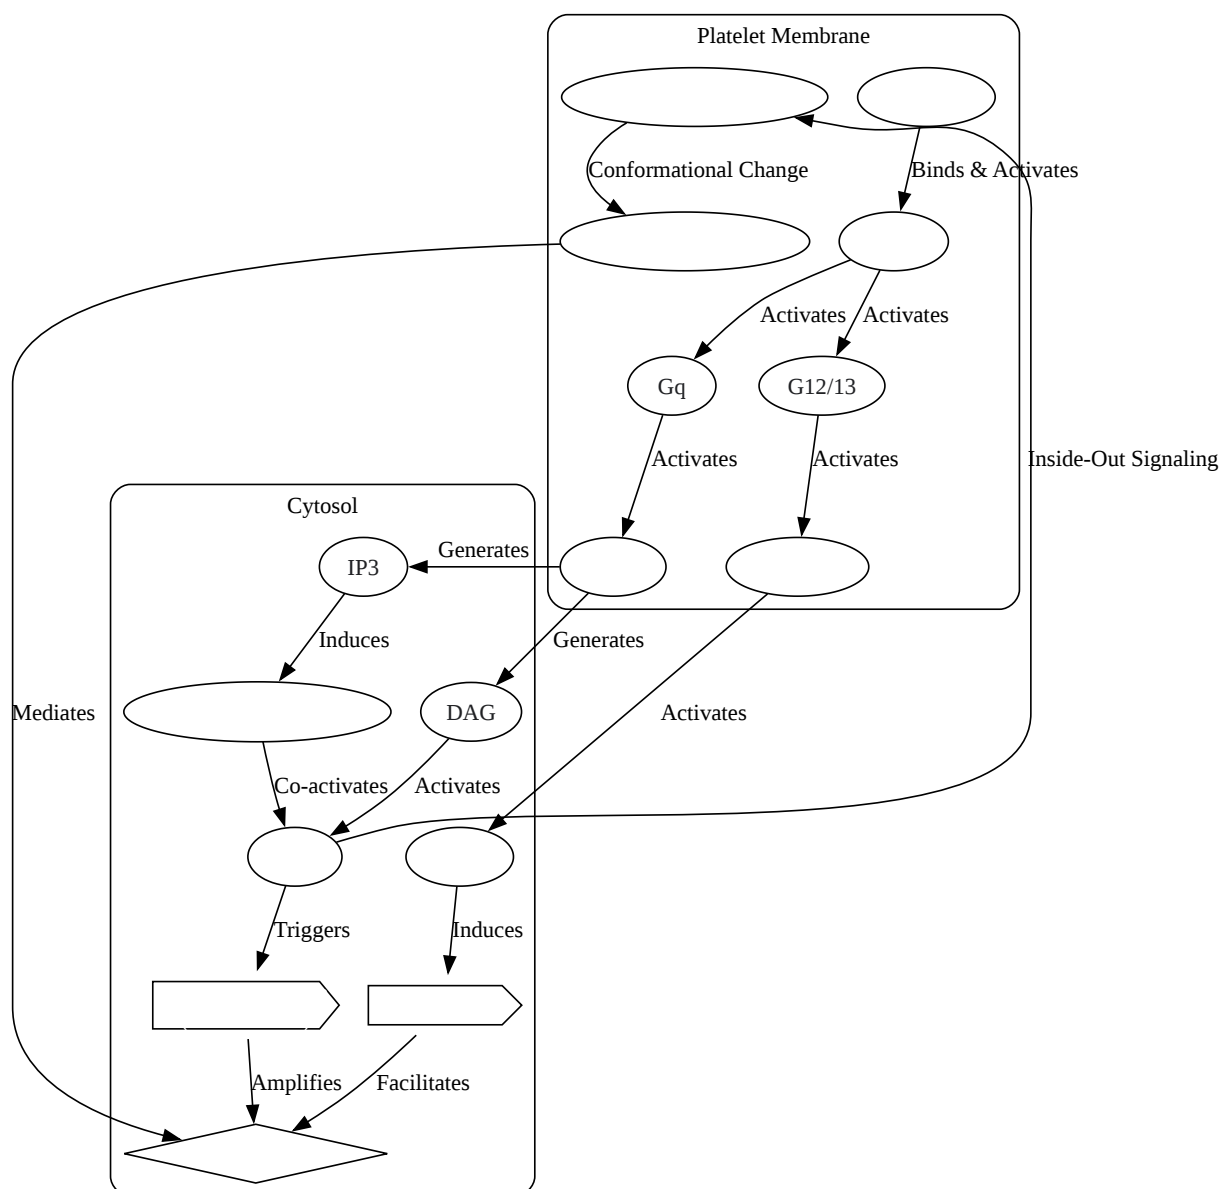 Platelet Membrane
Conformational Change
Binds & Activates
Activates
Activates
Gq
G12/13
Activates
Activates
Inside-Out Signaling
Cytosol
Generates
IP3
Induces
Generates
Mediates
DAG
Activates
Co-activates
Activates
Triggers
Induces
Amplifies
Facilitates